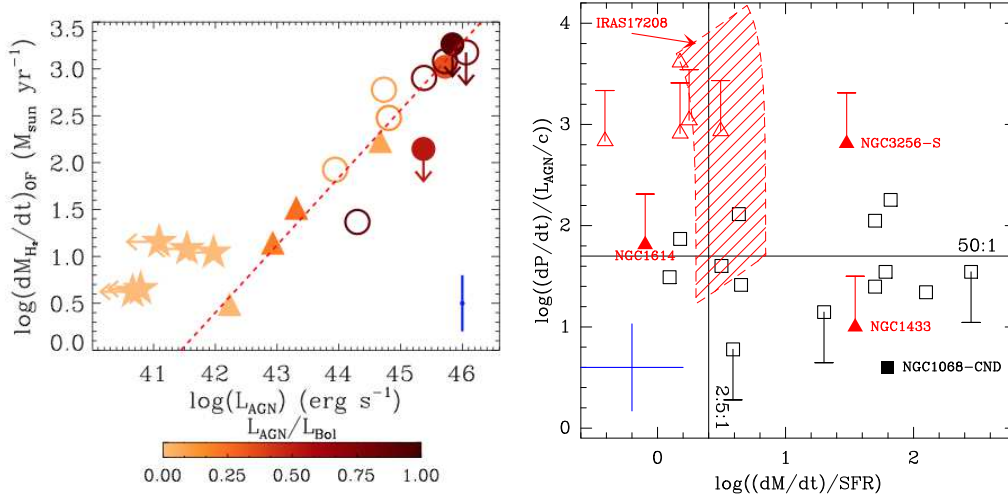 log(dM_H₂/dt)_OF (M_sun yr⁻¹)
3.5
3.0
2.5
2.0
1.5
1.0
0.5
0.0
41 42 43 44 45 46
log(L_AGN) (erg s⁻¹)
L_AGN/L_Bol
0.00 0.25 0.50 0.75 1.00
log((dP/dt)/(L_AGN/c))
4
3
2
1
0
IRAS17208
NGC3256-S
NGC1614
50:1
NGC1433
NGC1068-CND
2.5:1
0 1 2
log((dM/dt)/SFR)